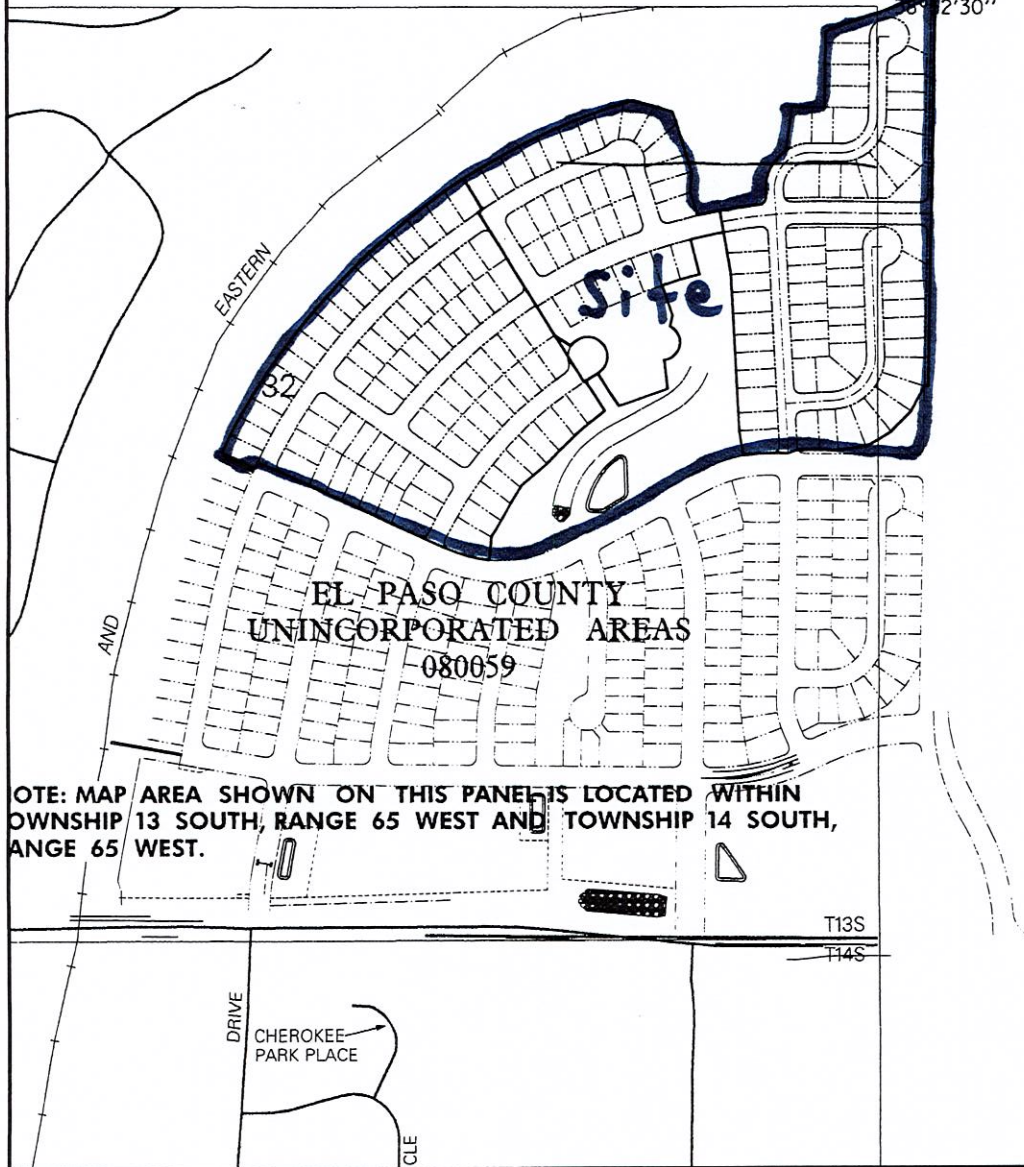 2'30"
EASTERN
Site
32
AND
EL PASO COUNTY
UNINCORPORATED AREAS
080059
OTE: MAP AREA SHOWN ON THIS PANEL IS LOCATED WITHIN
OWNSHIP 13 SOUTH, RANGE 65 WEST AND TOWNSHIP 14 SOUTH,
ANGE 65 WEST.
T13S
T14S
DRIVE
CHEROKEE
PARK PLACE
CLE